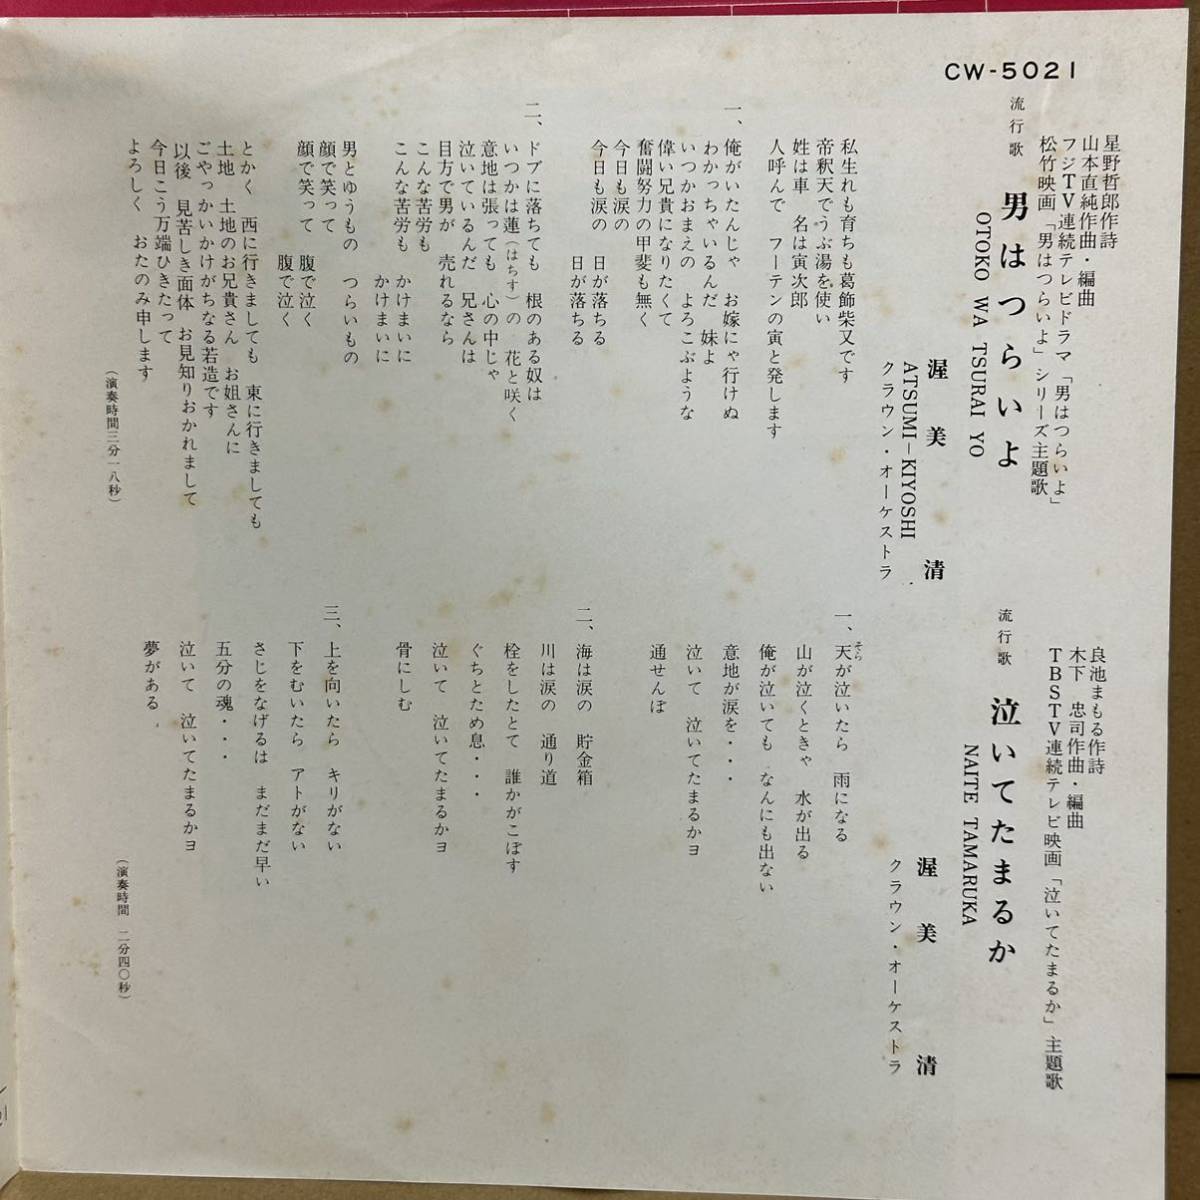 CW-5021
星野哲郎作詩
山本直純作曲・編曲
フジTV連続テレビドラマ「男はつらいよ」
松竹映画「男はつらいよ」シリーズ主題歌
流行歌 男はつらいよ
OTOKO WA TSURAI YO
渥美 清
ATSUMI-KIYOSHI
クラウン・オーケストラ
私生れも育ちも葛飾柴又です
帝釈天でうぶ湯を使い
姓は車 名は寅次郎
人呼んで フーテンの寅と発します
一、俺がいたんじゃ お嫁にゃ行けぬ
わかっちゃいるんだ 妹よ
いつかおまえの よろこぶような
偉い兄貴になりたくて
奮闘努力の甲斐も無く
今日も涙の 日が落ちる
今日も涙の 日が落ちる
二、ドブに落ちても 根のある奴は
いつかは蓮(はちす)の 花と咲く
意地は張っても 心の中じゃ
泣いているんだ 兄さんは
目方で男が 売れるなら
こんな苦労も かけまいに
こんな苦労も かけまいに
男とゆうもの つらいもの
顔で笑って 腹で泣く
顔で笑って 腹で泣く
とかく 西に行きましても 東に行きましても
土地 土地のお兄貴さん お姐さんに
ごやっかいかけがちなる若造です
以後 見苦しき面体 お見知りおかれまして
今日こう万端ひきたって
よろしく おたのみ申します
(演奏時間三分一八秒)
良池まもる作詩
木下 忠司作曲・編曲
TBSTV連続テレビ映画「泣いてたまるか」主題歌
流行歌 泣いてたまるか
NAITE TAMARUKA
渥美 清
クラウン・オーケストラ
一、天(そら)が泣いたら 雨になる
山が泣くときゃ 水が出る
俺が泣いても なんにも出ない
意地が涙を・・・
泣いて 泣いてたまるかヨ
通せんぼ
二、海は涙の 貯金箱
川は涙の 通り道
栓をしたとて 誰かがこぼす
ぐちとため息・・・
泣いて 泣いてたまるかヨ
骨にしむ
三、上を向いたら キリがない
下をむいたら アトがない
さじをなげるは まだまだ早い
五分の魂・・・
泣いて 泣いてたまるかヨ
夢がある
(演奏時間 二分四〇秒)